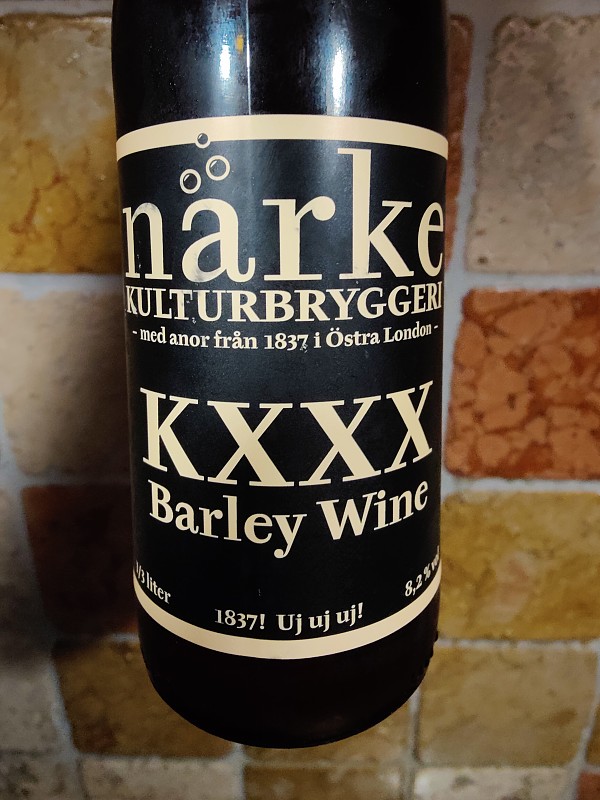 närke
KULTURBRYGGERI
- med anor från 1837 i Östra London -
KXXX
Barley Wine
1/3 liter
8,2 % vol
1837! Uj uj uj!